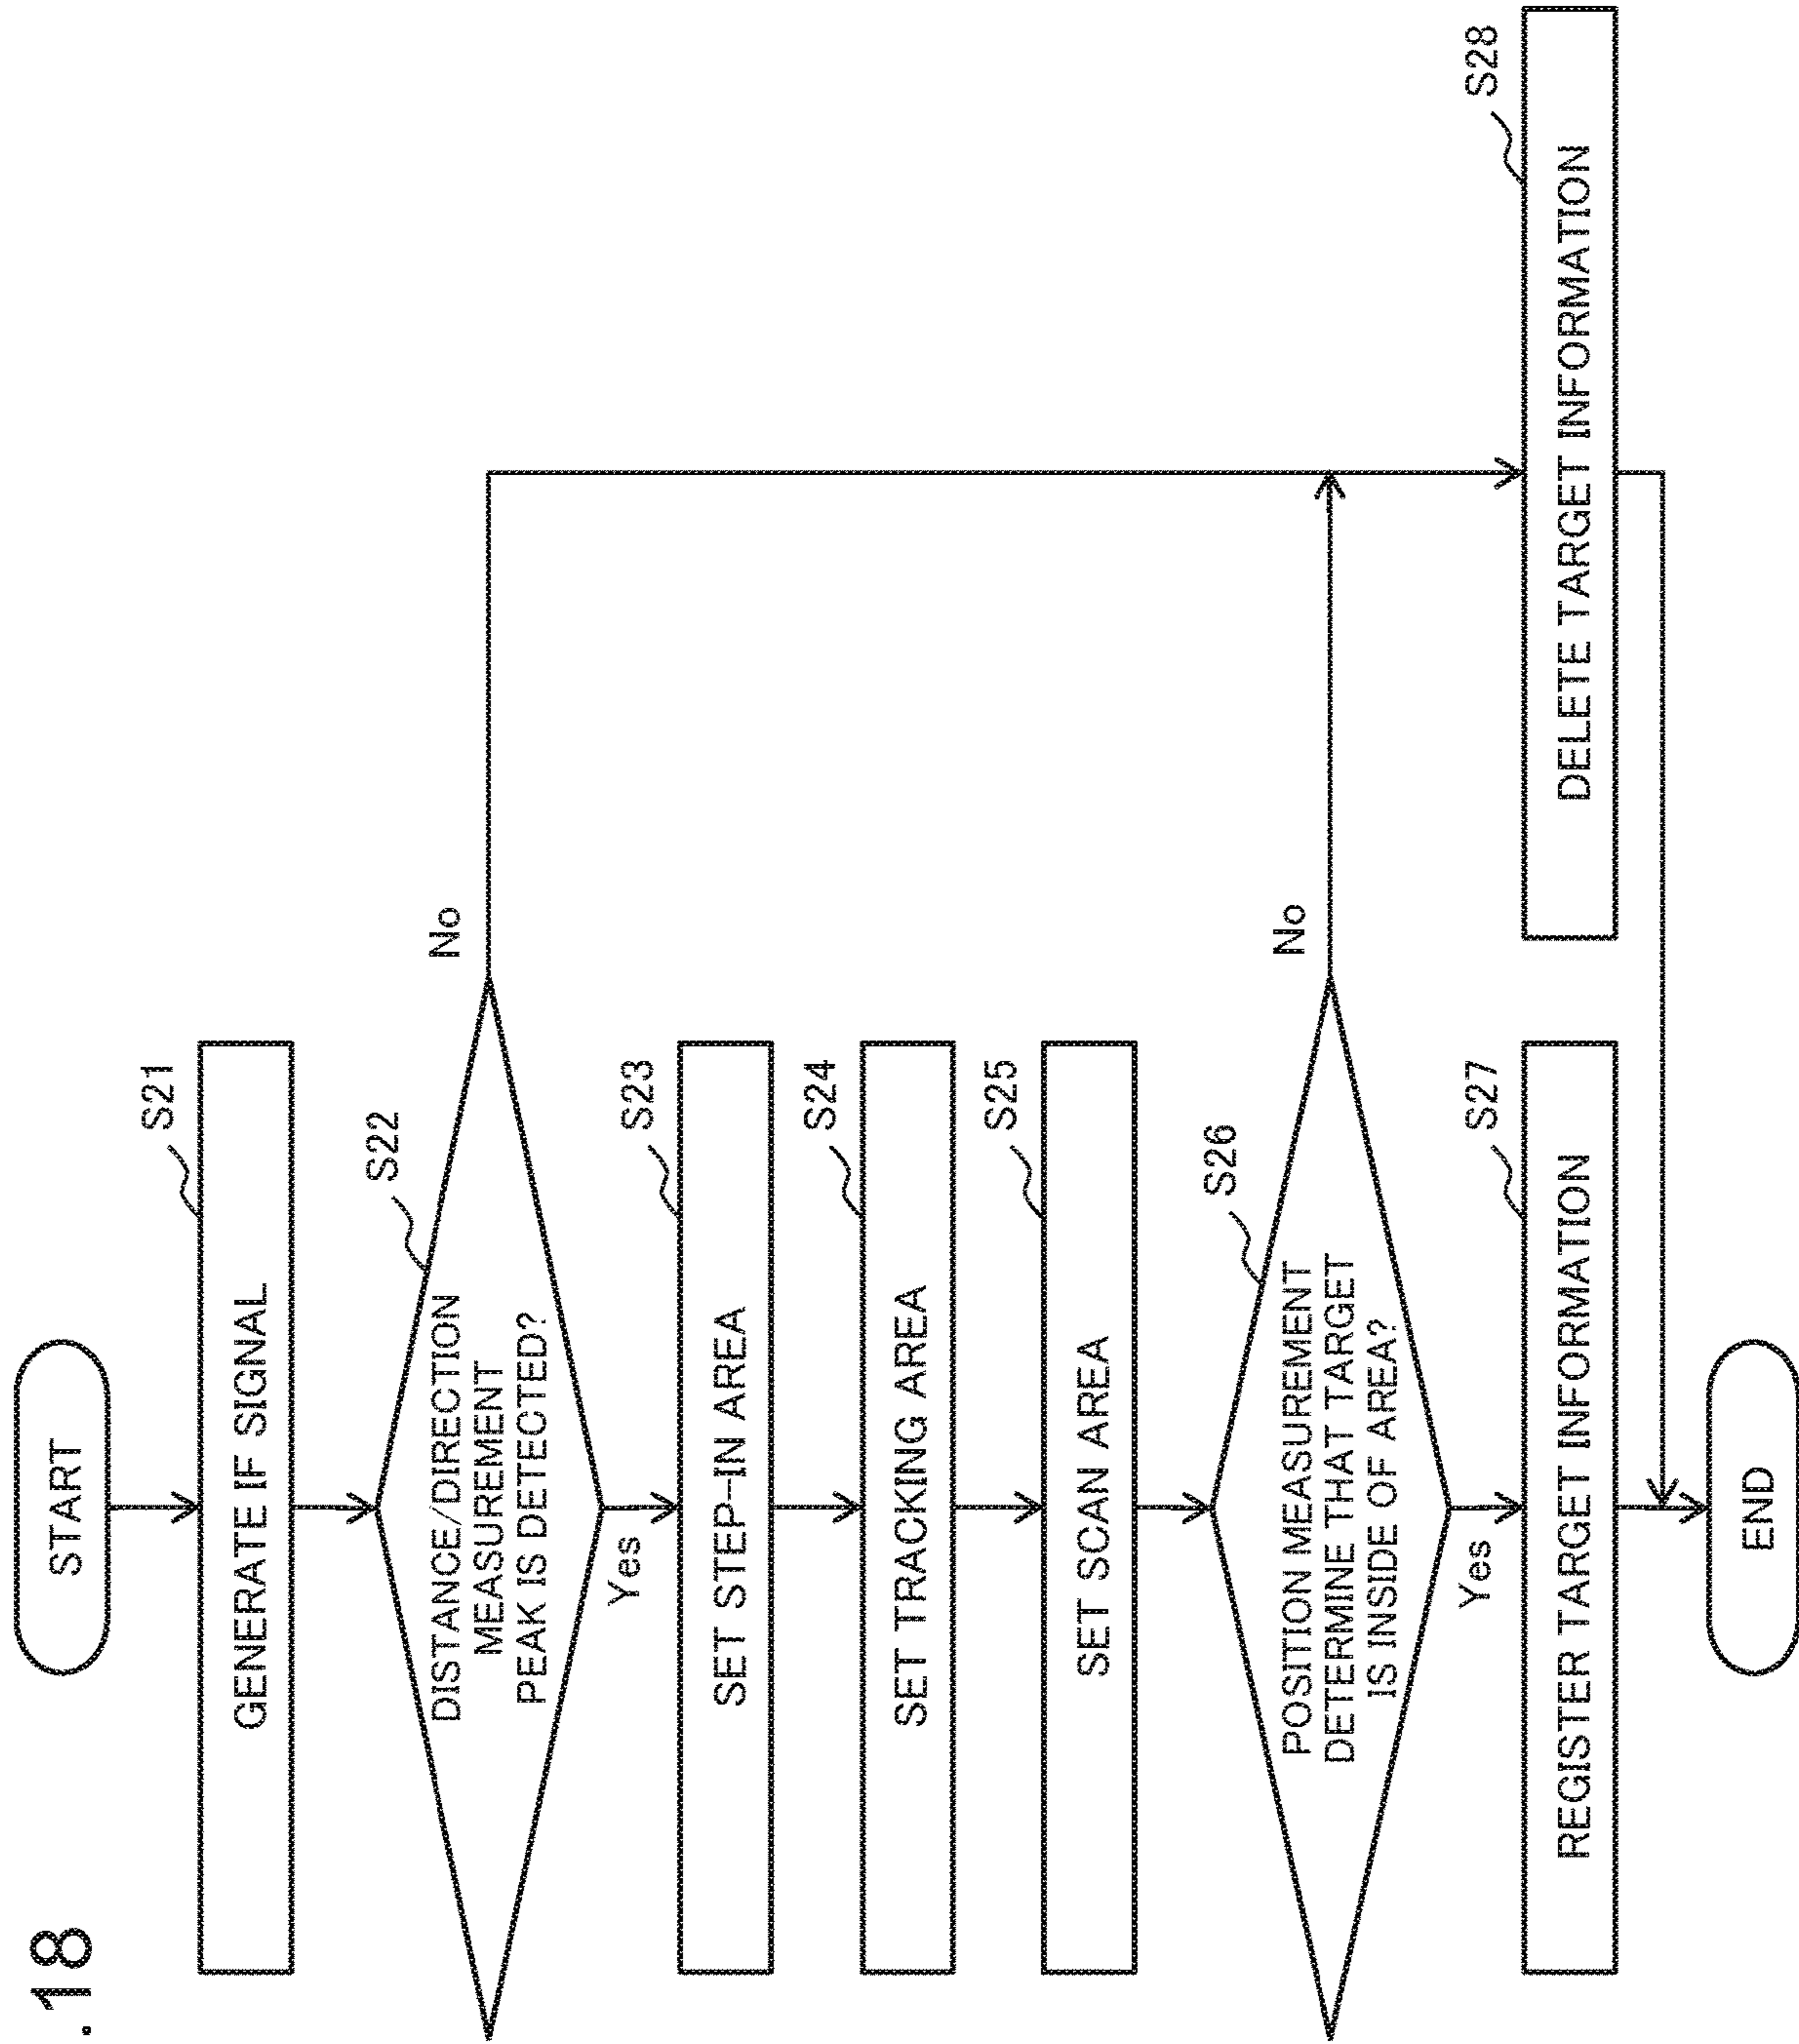 .18
START
S21
GENERATE IF SIGNAL
S22
DISTANCE/DIRECTION
MEASUREMENT
PEAK IS DETECTED?
No
Yes
S23
SET STEP-IN AREA
S24
SET TRACKING AREA
S25
SET SCAN AREA
S26
POSITION MEASUREMENT
DETERMINE THAT TARGET
IS INSIDE OF AREA?
No
Yes
S27
REGISTER TARGET INFORMATION
S28
DELETE TARGET INFORMATION
END